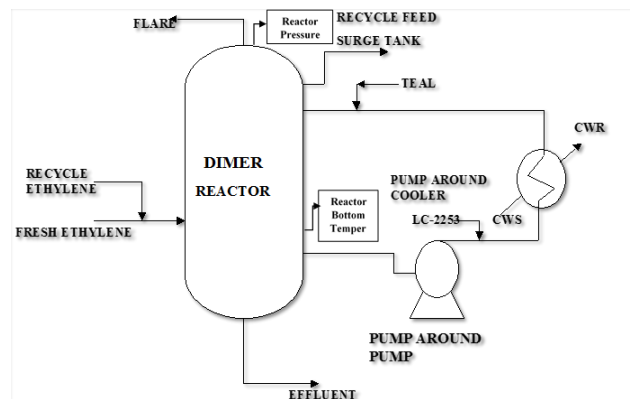 FLARE
Reactor
Pressure
RECYCLE FEED
SURGE TANK
TEAL
CWR
DIMER
REACTOR
RECYCLE
ETHYLENE
FRESH ETHYLENE
PUMP AROUND
COOLER
Reactor
Bottom
Temper
LC-2253
CWS
PUMP AROUND
PUMP
EFFLUENT